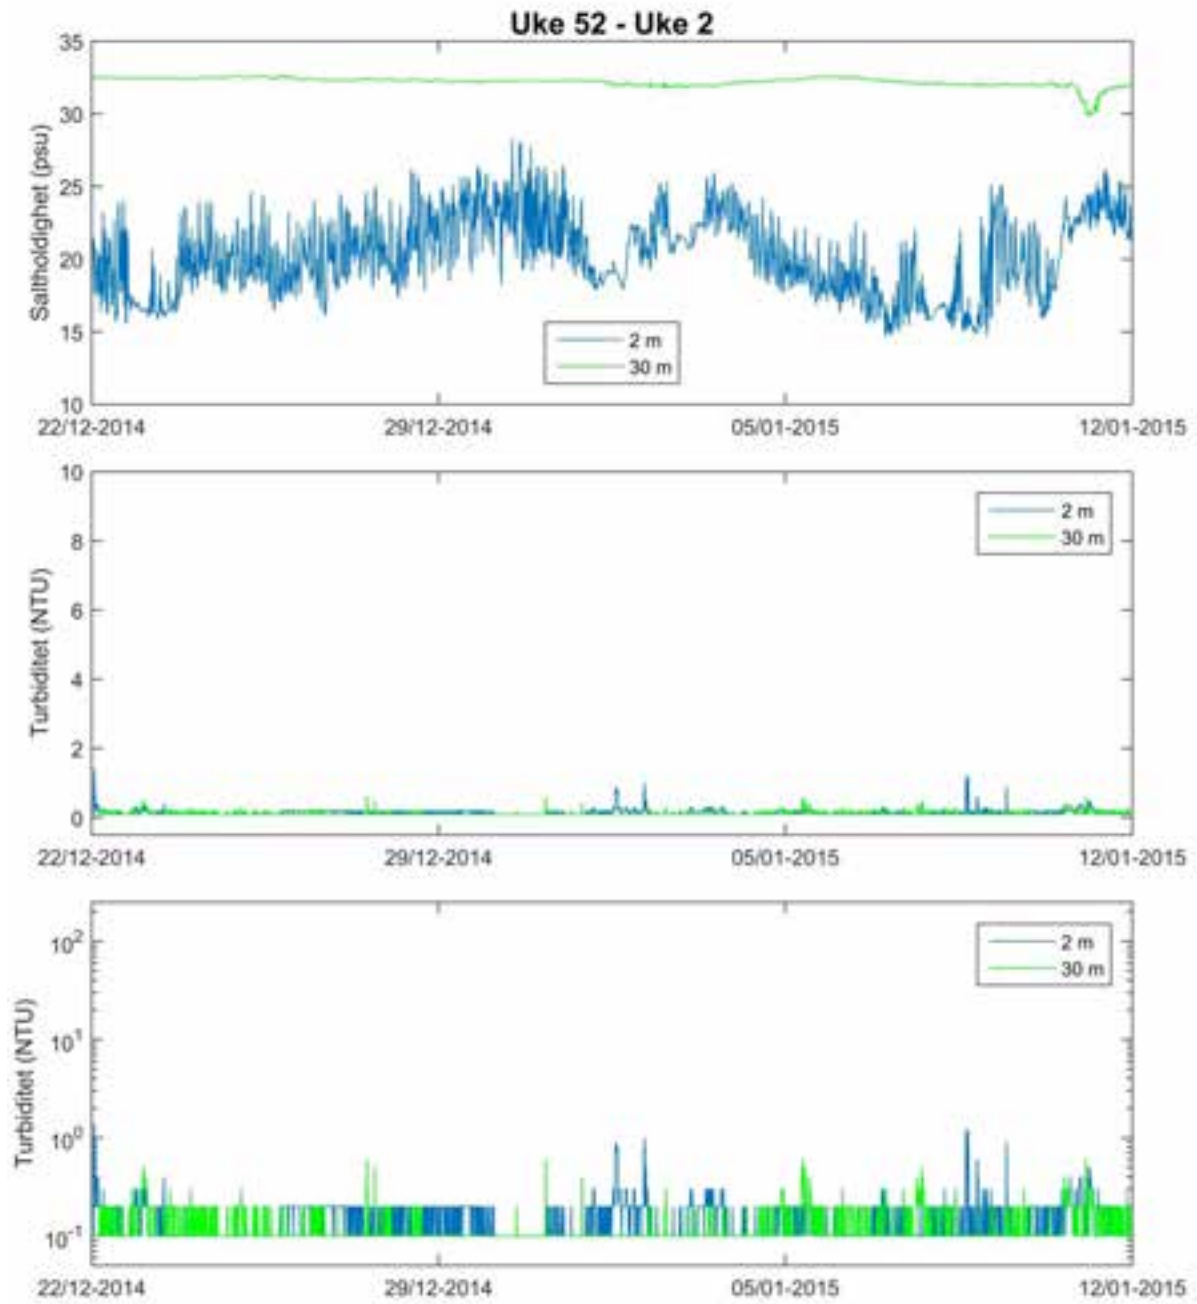 Uke 52 - Uke 2
35
30
25
20
15
10
Saltholdighet (psu)
2 m
30 m
22/12-2014 29/12-2014 05/01-2015 12/01-2015
10
8
6
4
2
0
Turbiditet (NTU)
2 m
30 m
22/12-2014 29/12-2014 05/01-2015 12/01-2015
10²
10¹
10⁰
10⁻¹
Turbiditet (NTU)
2 m
30 m
22/12-2014 29/12-2014 05/01-2015 12/01-2015